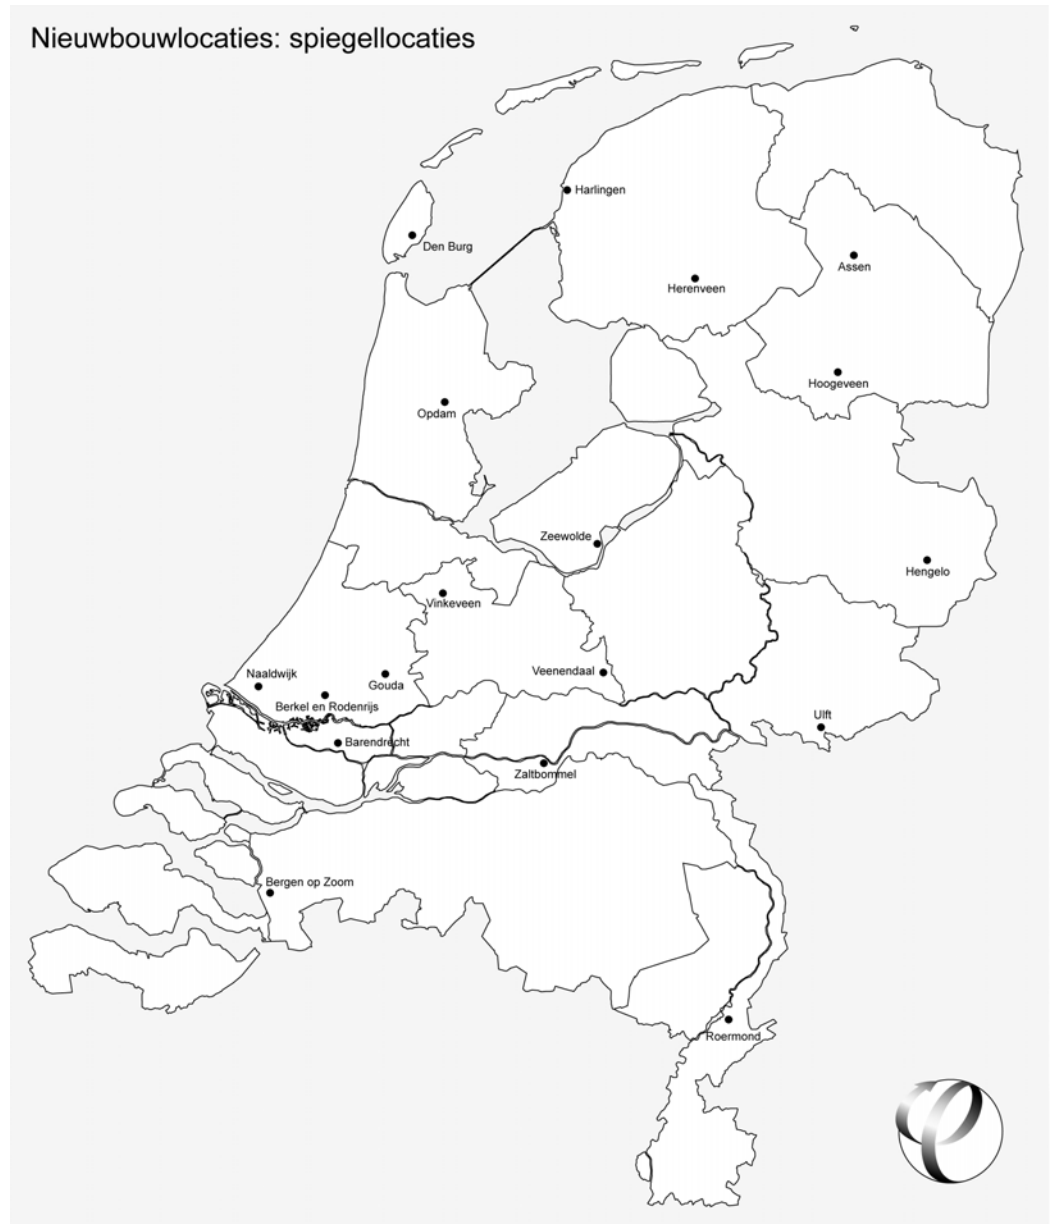 Nieuwbouwlocaties: spiegellocaties
Harlingen
Den Burg
Assen
Herenveen
Hoogeveen
Opdam
Zeewolde
Hengelo
Vinkeveen
Veenendaal
Naaldwijk
Gouda
Berkel en Rodenrijs
Ulft
Barendrecht
Zaltbommel
Bergen op Zoom
Roermond